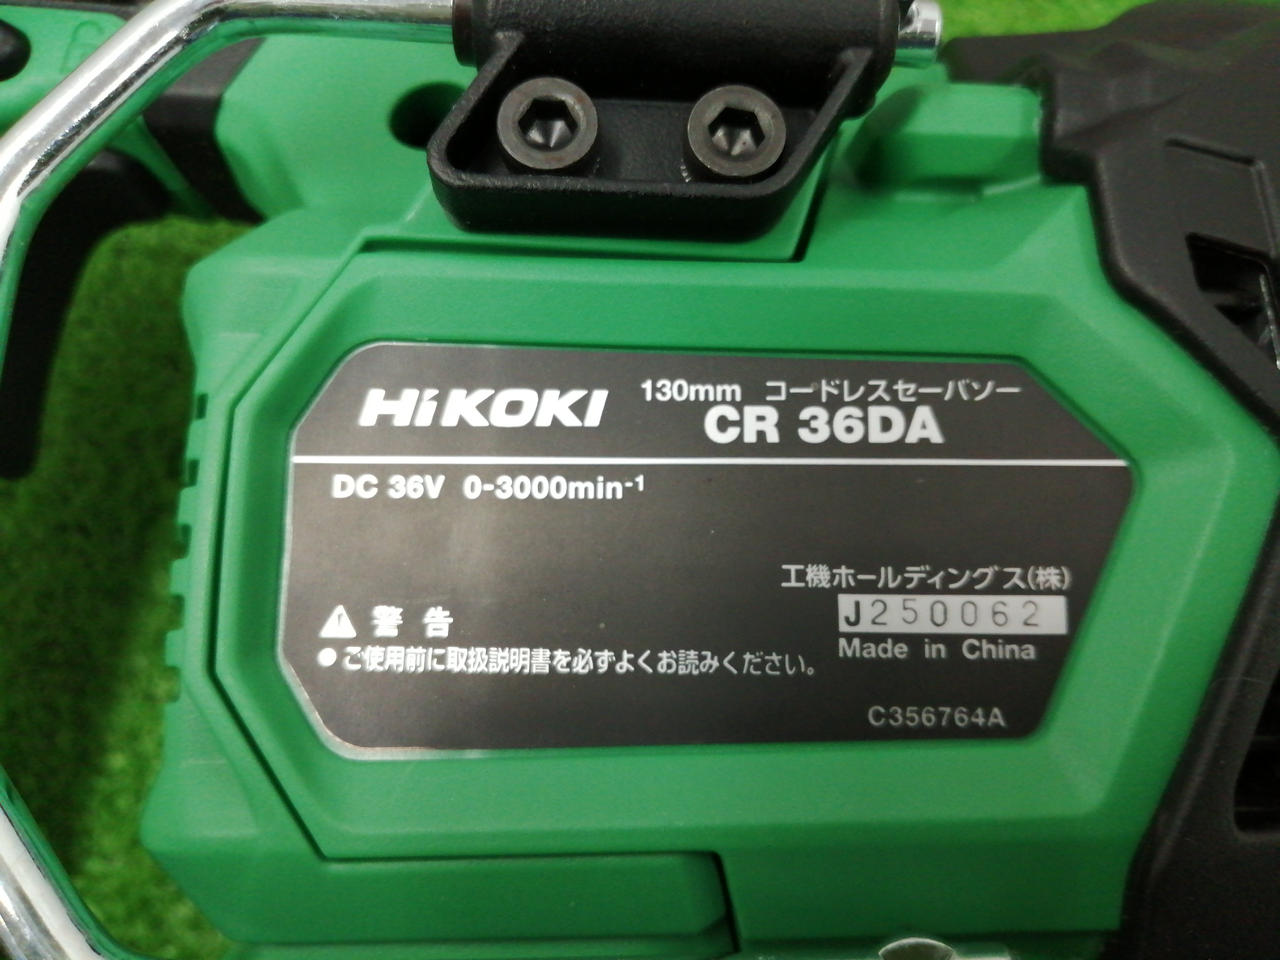 HiKOKI 130mm コードレスセーバソー
CR 36DA
DC 36V 0-3000min-1
工機ホールディングス(株)
J250062
Made in China
警告
●ご使用前に取扱説明書を必ずよくお読みください。
C356764A